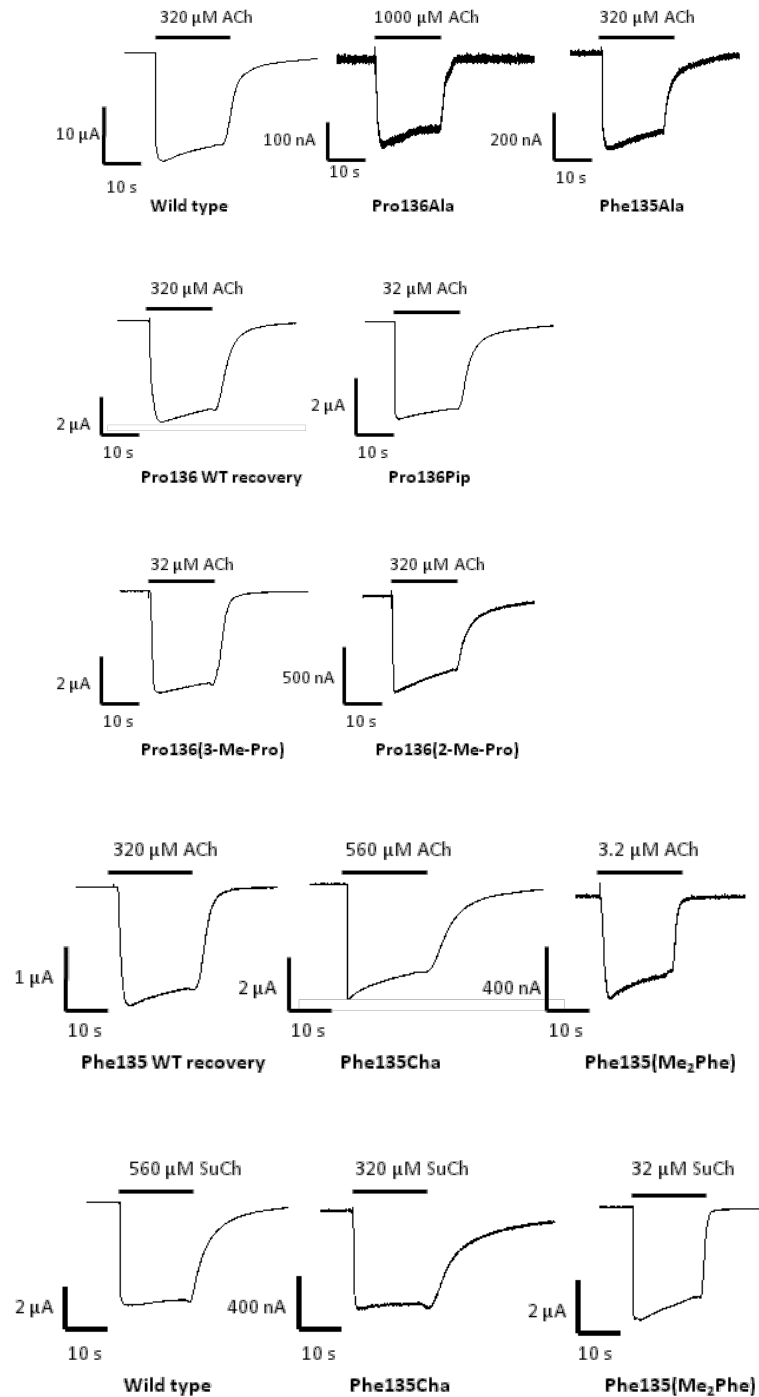 320 µM ACh
1000 µM ACh
320 µM ACh
10 µA
100 nA
200 nA
10 s
10 s
10 s
Wild type
Pro136Ala
Phe135Ala
320 µM ACh
32 µM ACh
2 µA
2 µA
10 s
10 s
Pro136 WT recovery
Pro136Pip
32 µM ACh
320 µM ACh
2 µA
500 nA
10 s
10 s
Pro136(3-Me-Pro)
Pro136(2-Me-Pro)
320 µM ACh
560 µM ACh
3.2 µM ACh
1 µA
2 µA
400 nA
10 s
10 s
10 s
Phe135 WT recovery
Phe135Cha
Phe135(Me₂Phe)
560 µM SuCh
320 µM SuCh
32 µM SuCh
2 µA
400 nA
2 µA
10 s
10 s
10 s
Wild type
Phe135Cha
Phe135(Me₂Phe)